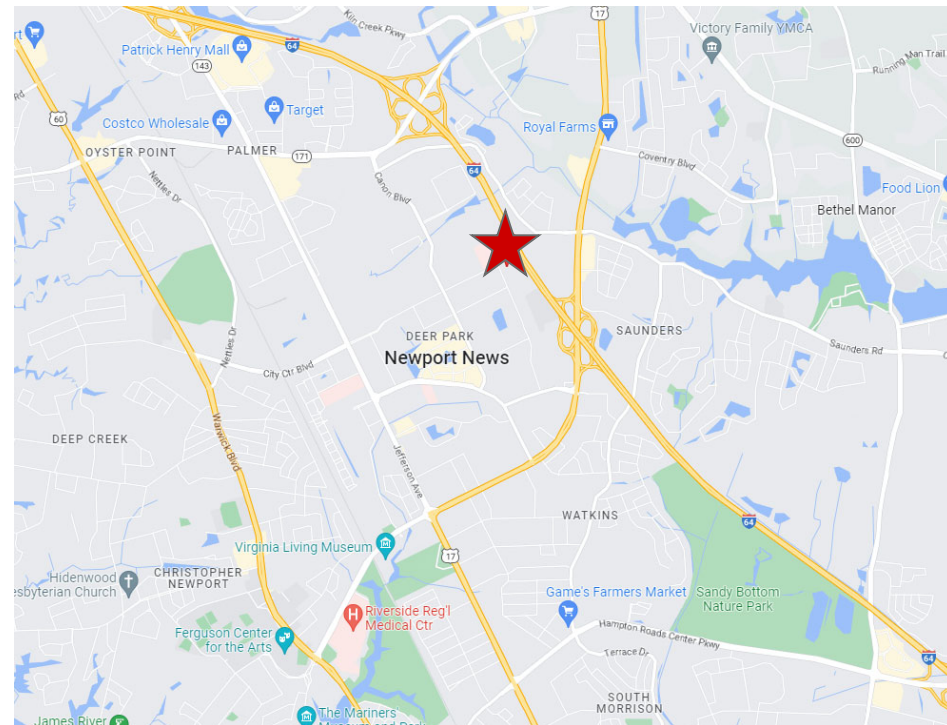 17
Kiln Creek Pkwy
Victory Family YMCA
rt
Patrick Henry Mall
64
143
Running Man Trail
Rd
Target
60
Costco Wholesale
Royal Farms
600
OYSTER POINT
PALMER
171
Coventry Blvd
64
Nettles Dr
Canon Blvd
Food Lion
Bethel Manor
DEER PARK
SAUNDERS
Newport News
Saunders Rd
Nettles Dr
City Ctr Blvd
Warwick Blvd
DEEP CREEK
Jefferson Ave
WATKINS
64
Virginia Living Museum
17
Hidenwood
esbyterian Church
CHRISTOPHER
NEWPORT
Game's Farmers Market
Sandy Bottom
Nature Park
Riverside Reg'l
Medical Ctr
Ferguson Center
for the Arts
Hampton Roads Center Pkwy
Terrace Dr
64
SOUTH
MORRISON
James River
The Mariners